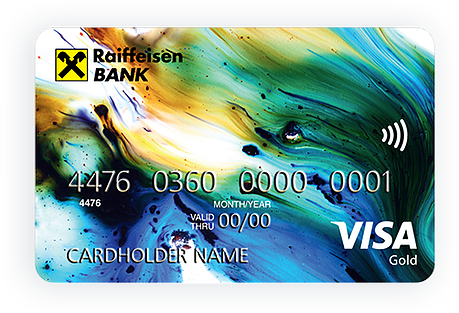 Raiffeisen
BANK
4476 0360 0000 0001
4476
MONTH/YEAR
VALID
THRU 00/00
CARDHOLDER NAME
VISA
Gold